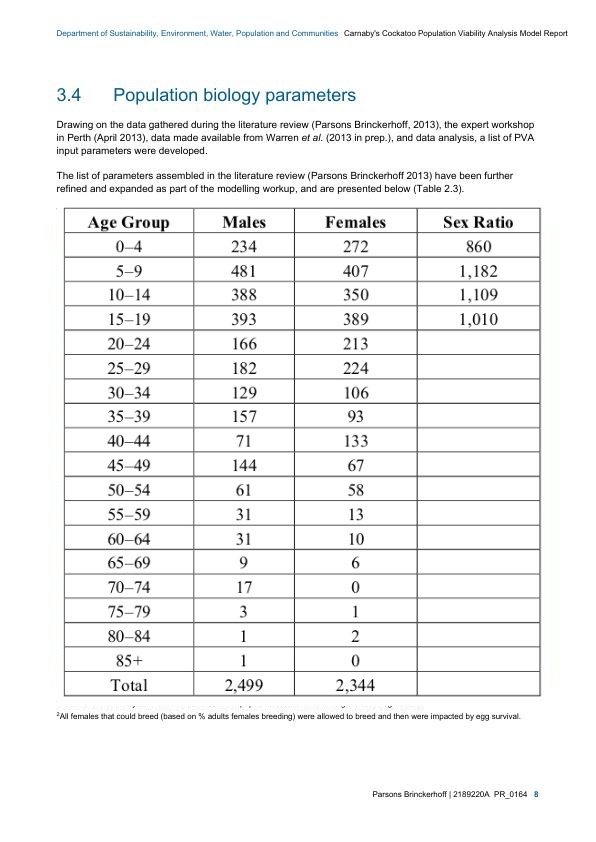 Department of Sustainability, Environment, Water, Population and Communities Carnaby's Cockatoo Population Viability Analysis Model Report
3.4 Population biology parameters
Drawing on the data gathered during the literature review (Parsons Brinckerhoff, 2013), the expert workshop
in Perth (April 2013), data made available from Warren et al. (2013 in prep.), and data analysis, a list of PVA
input parameters were developed.
The list of parameters assembled in the literature review (Parsons Brinckerhoff 2013) have been further
refined and expanded as part of the modelling workup, and are presented below (Table 2.3).
Age Group Males Females Sex Ratio
0–4 234 272 860
5–9 481 407 1,182
10–14 388 350 1,109
15–19 393 389 1,010
20–24 166 213
25–29 182 224
30–34 129 106
35–39 157 93
40–44 71 133
45–49 144 67
50–54 61 58
55–59 31 13
60–64 31 10
65–69 9 6
70–74 17 0
75–79 3 1
80–84 1 2
85+ 1 0
Total 2,499 2,344
²All females that could breed (based on % adults females breeding) were allowed to breed and then were impacted by egg survival.
Parsons Brinckerhoff | 2189220A PR_0164 8